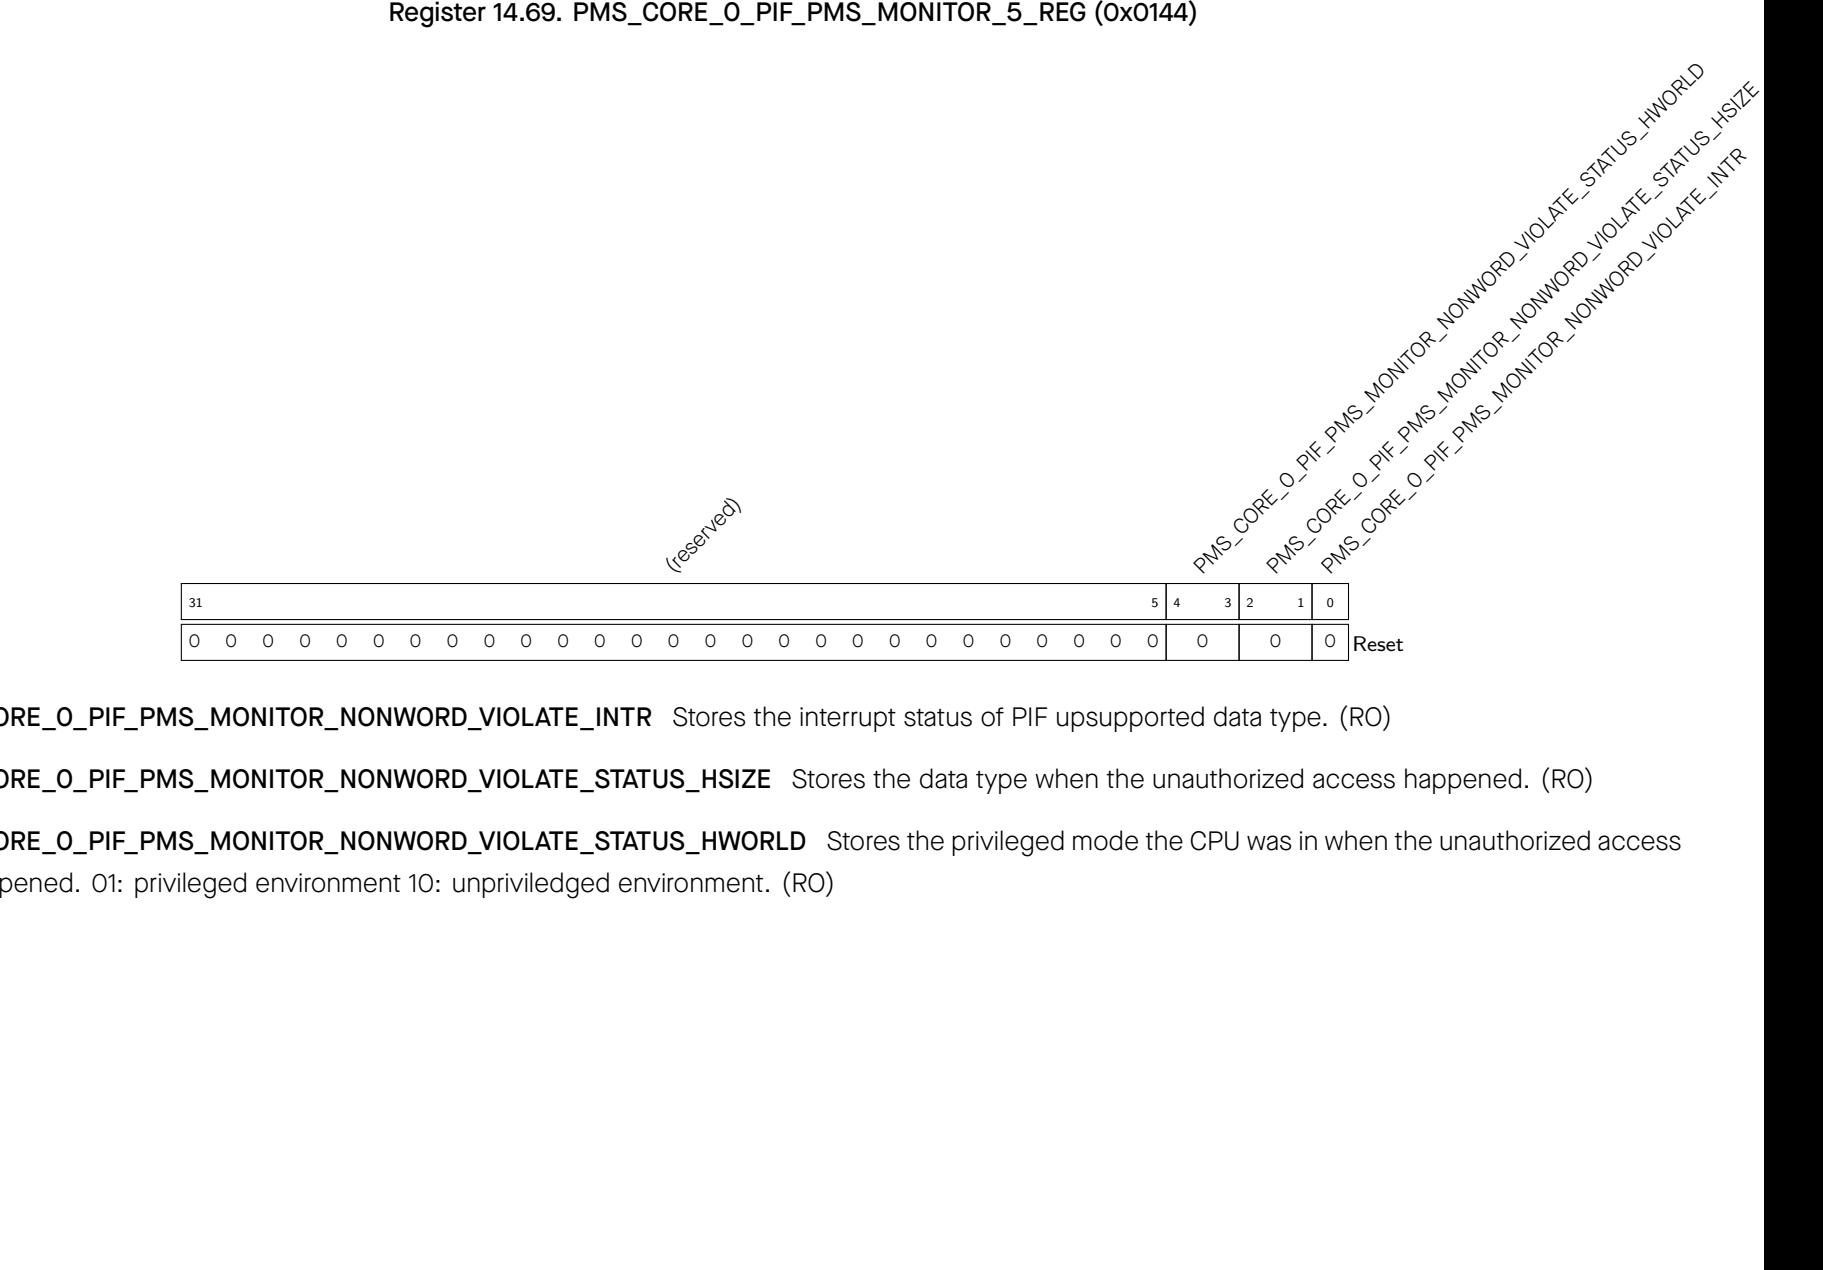 Register 14.69. PMS_CORE_0_PIF_PMS_MONITOR_5_REG (0x0144)
(reserved)
PMS_CORE_0_PIF_PMS_MONITOR_NONWORD_VIOLATE_STATUS_HWORLD
PMS_CORE_0_PIF_PMS_MONITOR_NONWORD_VIOLATE_STATUS_HSIZE
PMS_CORE_0_PIF_PMS_MONITOR_NONWORD_VIOLATE_INTR
31 5 4 3 2 1 0
0 0 0 0 0 0 0 0 0 0 0 0 0 0 0 0 0 0 0 0 0 0 0 0 0 0 0 0 0 0 Reset
ORE_0_PIF_PMS_MONITOR_NONWORD_VIOLATE_INTR Stores the interrupt status of PIF upsupported data type. (RO)
ORE_0_PIF_PMS_MONITOR_NONWORD_VIOLATE_STATUS_HSIZE Stores the data type when the unauthorized access happened. (RO)
ORE_0_PIF_PMS_MONITOR_NONWORD_VIOLATE_STATUS_HWORLD Stores the privileged mode the CPU was in when the unauthorized access
pened. 01: privileged environment 10: unpriviledged environment. (RO)